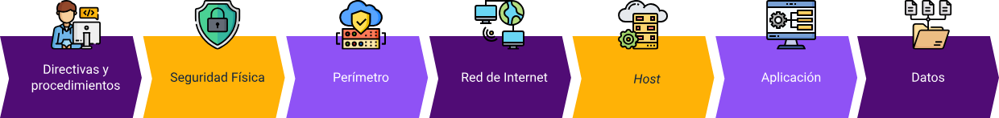 Directivas y
procedimientos
Seguridad Física
Perímetro
Red de Internet
Host
Aplicación
Datos